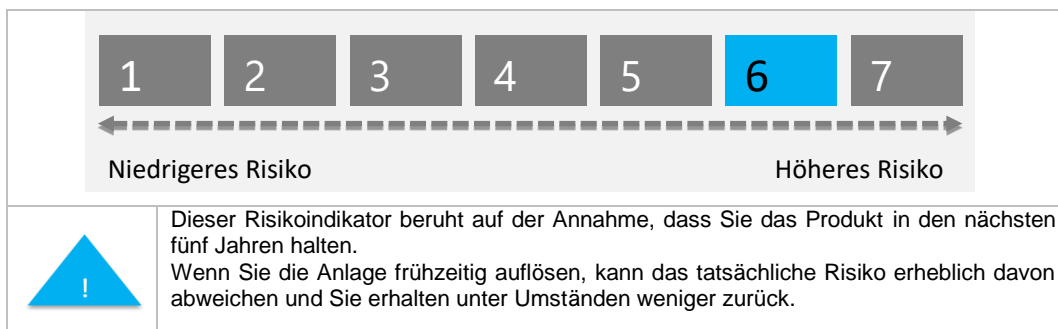 1 2 3 4 5 6 7
Niedrigeres Risiko Höheres Risiko
Dieser Risikoindikator beruht auf der Annahme, dass Sie das Produkt in den nächsten
fünf Jahren halten.
Wenn Sie die Anlage frühzeitig auflösen, kann das tatsächliche Risiko erheblich davon
abweichen und Sie erhalten unter Umständen weniger zurück.
!